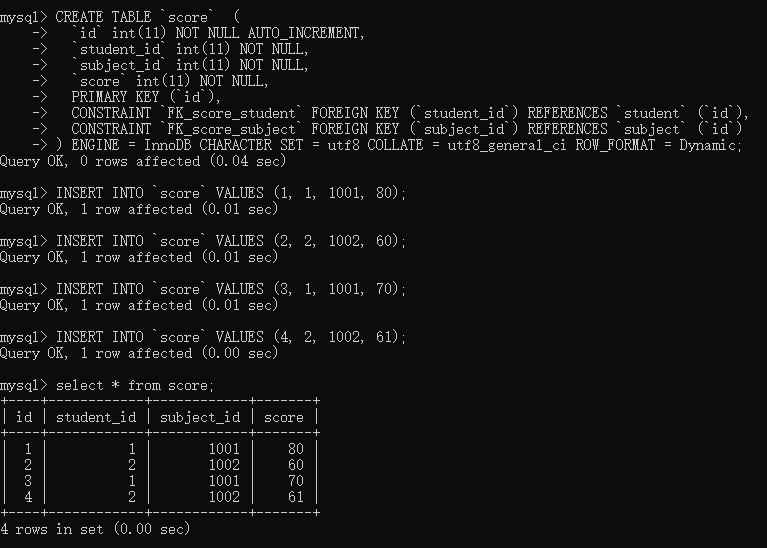 mysql> CREATE TABLE `score`  (
    ->   `id` int(11) NOT NULL AUTO_INCREMENT,
    ->   `student_id` int(11) NOT NULL,
    ->   `subject_id` int(11) NOT NULL,
    ->   `score` int(11) NOT NULL,
    ->   PRIMARY KEY (`id`),
    ->   CONSTRAINT `FK_score_student` FOREIGN KEY (`student_id`) REFERENCES `student` (`id`),
    ->   CONSTRAINT `FK_score_subject` FOREIGN KEY (`subject_id`) REFERENCES `subject` (`id`)
    -> ) ENGINE = InnoDB CHARACTER SET = utf8 COLLATE = utf8_general_ci ROW_FORMAT = Dynamic;
Query OK, 0 rows affected (0.04 sec)

mysql> INSERT INTO `score` VALUES (1, 1, 1001, 80);
Query OK, 1 row affected (0.01 sec)

mysql> INSERT INTO `score` VALUES (2, 2, 1002, 60);
Query OK, 1 row affected (0.01 sec)

mysql> INSERT INTO `score` VALUES (3, 1, 1001, 70);
Query OK, 1 row affected (0.01 sec)

mysql> INSERT INTO `score` VALUES (4, 2, 1002, 61);
Query OK, 1 row affected (0.00 sec)

mysql> select * from score;
+----+------------+------------+-------+
| id | student_id | subject_id | score |
+----+------------+------------+-------+
|  1 |          1 |       1001 |    80 |
|  2 |          2 |       1002 |    60 |
|  3 |          1 |       1001 |    70 |
|  4 |          2 |       1002 |    61 |
+----+------------+------------+-------+
4 rows in set (0.00 sec)